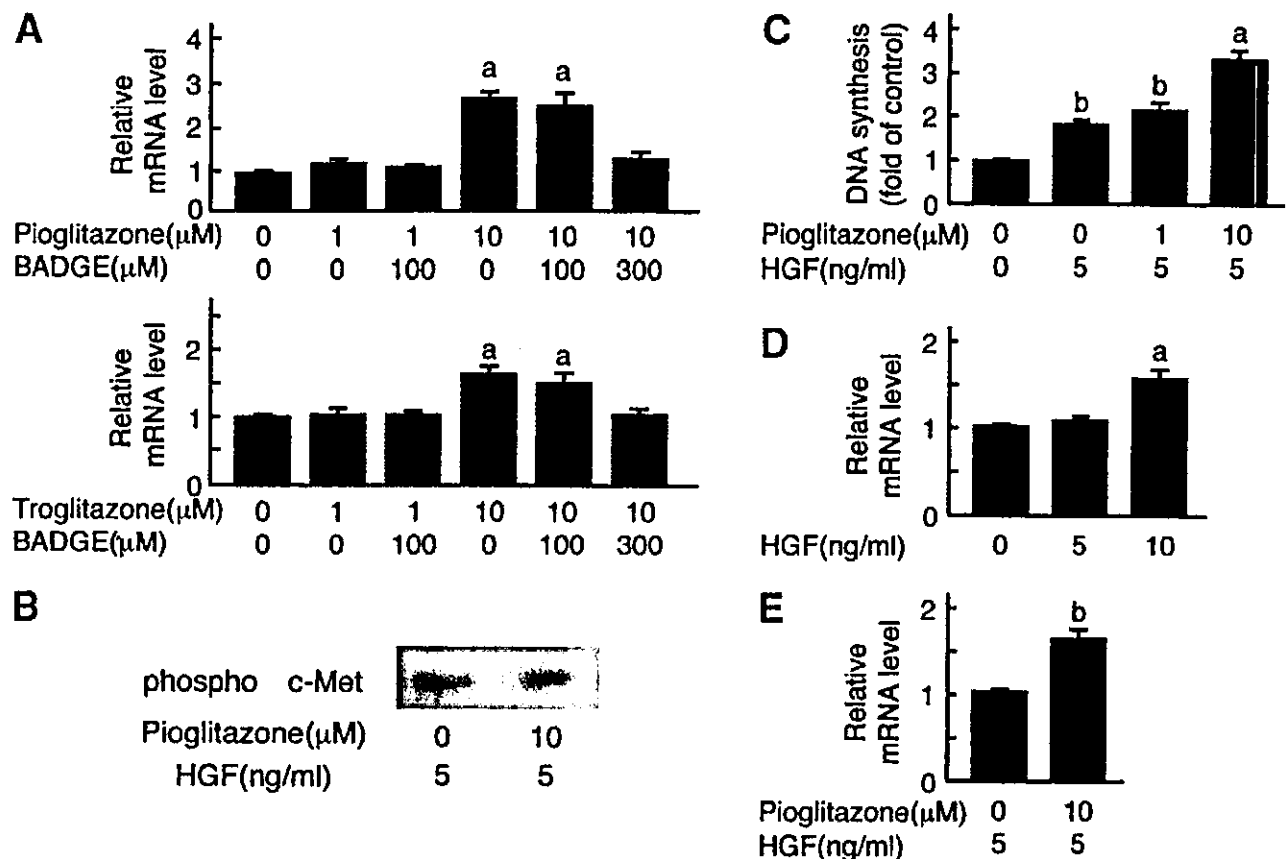 A
4
3
2
1
0
Relative
mRNA level
a a
Pioglitazone(μM) 0 1 1 10 10 10
BADGE(μM) 0 0 100 0 100 300
2
1
0
Relative
mRNA level
a a
Troglitazone(μM) 0 1 1 10 10 10
BADGE(μM) 0 0 100 0 100 300
B
phospho c-Met
Pioglitazone(μM) 0 10
HGF(ng/ml) 5 5
C
4
3
2
1
0
DNA synthesis
(fold of control)
b b a
Pioglitazone(μM) 0 0 1 10
HGF(ng/ml) 0 5 5 5
D
2
1
0
Relative
mRNA level
a
HGF(ng/ml) 0 5 10
E
2
1
0
Relative
mRNA level
b
Pioglitazone(μM) 0 10
HGF(ng/ml) 5 5